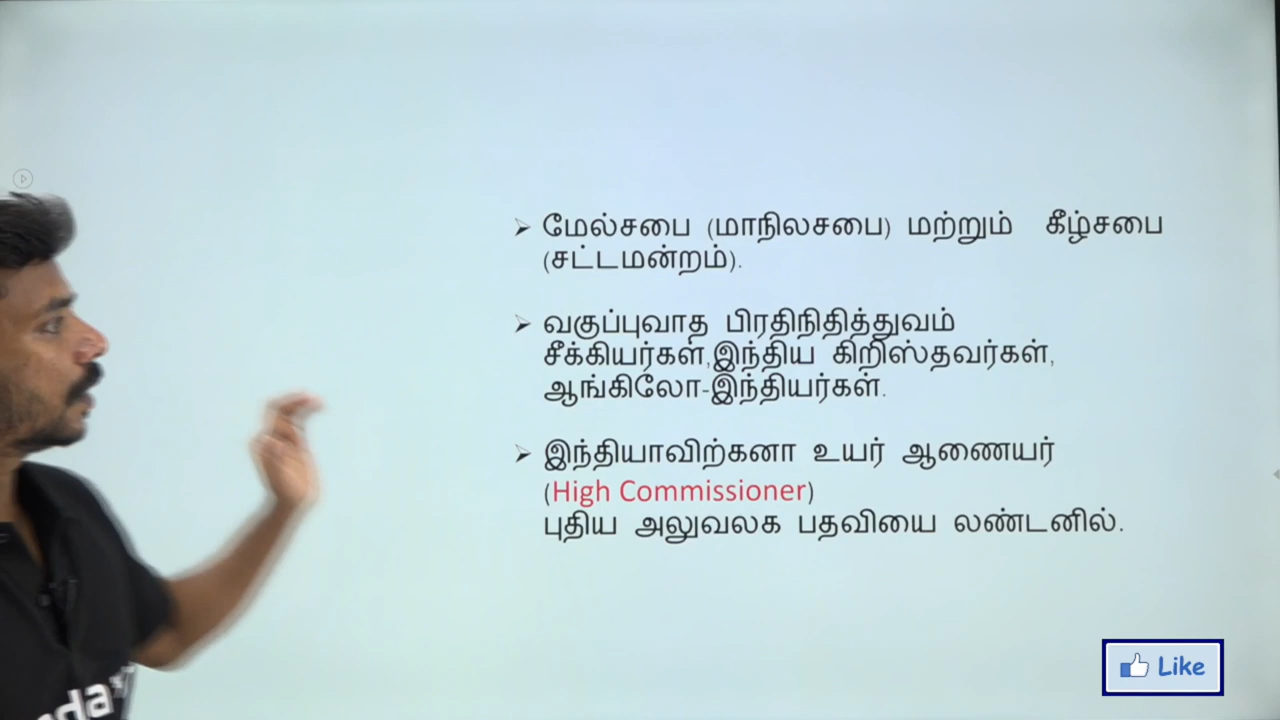 மேல்சபை (மாநிலசபை) மற்றும் கீழ்சபை
(சட்டமன்றம்).
வகுப்புவாத பிரதிநிதித்துவம்
சீக்கியர்கள்,இந்திய கிறிஸ்தவர்கள்,
ஆங்கிலோ-இந்தியர்கள்.
இந்தியாவிற்கனா உயர் ஆணையர்
(High Commissioner)
புதிய அலுவலக பதவியை லண்டனில்.
Like